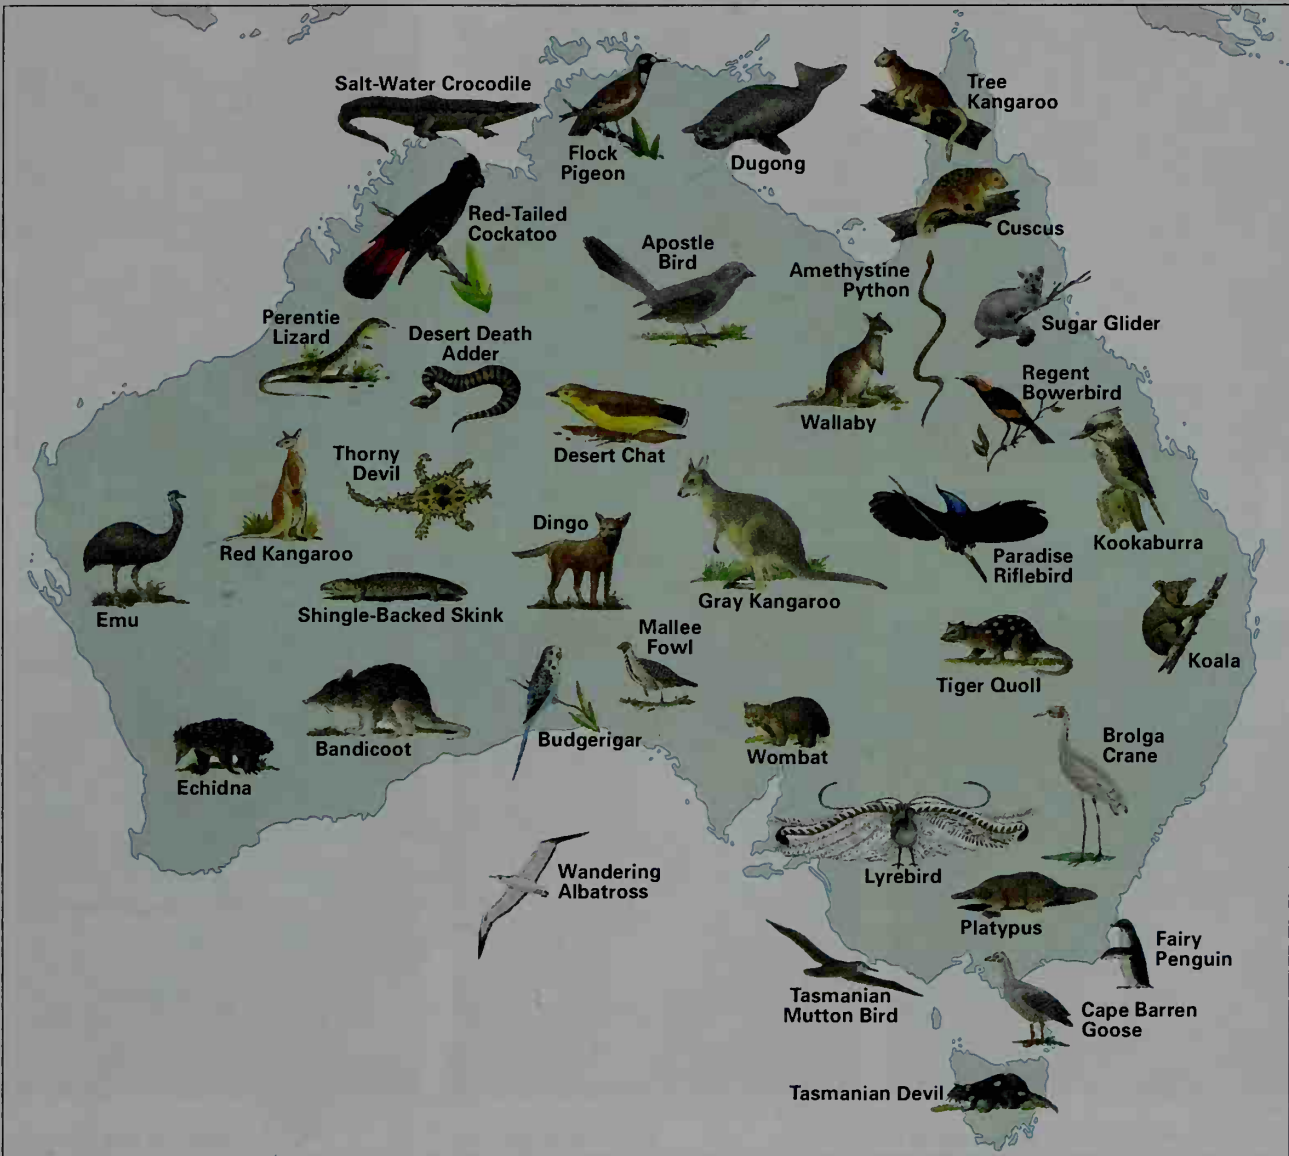 Salt-Water Crocodile
Flock
Pigeon
Dugong
Tree
Kangaroo
Red-Tailed
Cockatoo
Apostle
Bird
Cuscus
Amethystine
Python
Sugar Glider
Perentie
Lizard
Desert Death
Adder
Regent
Bowerbird
Wallaby
Desert Chat
Thorny
Devil
Dingo
Red Kangaroo
Kookaburra
Paradise
Riflebird
Gray Kangaroo
Emu
Shingle-Backed Skink
Mallee
Fowl
Koala
Tiger Quoll
Bandicoot
Budgerigar
Wombat
Brolga
Crane
Echidna
Wandering
Albatross
Lyrebird
Platypus
Fairy
Penguin
Tasmanian
Mutton Bird
Cape Barren
Goose
Tasmanian Devil